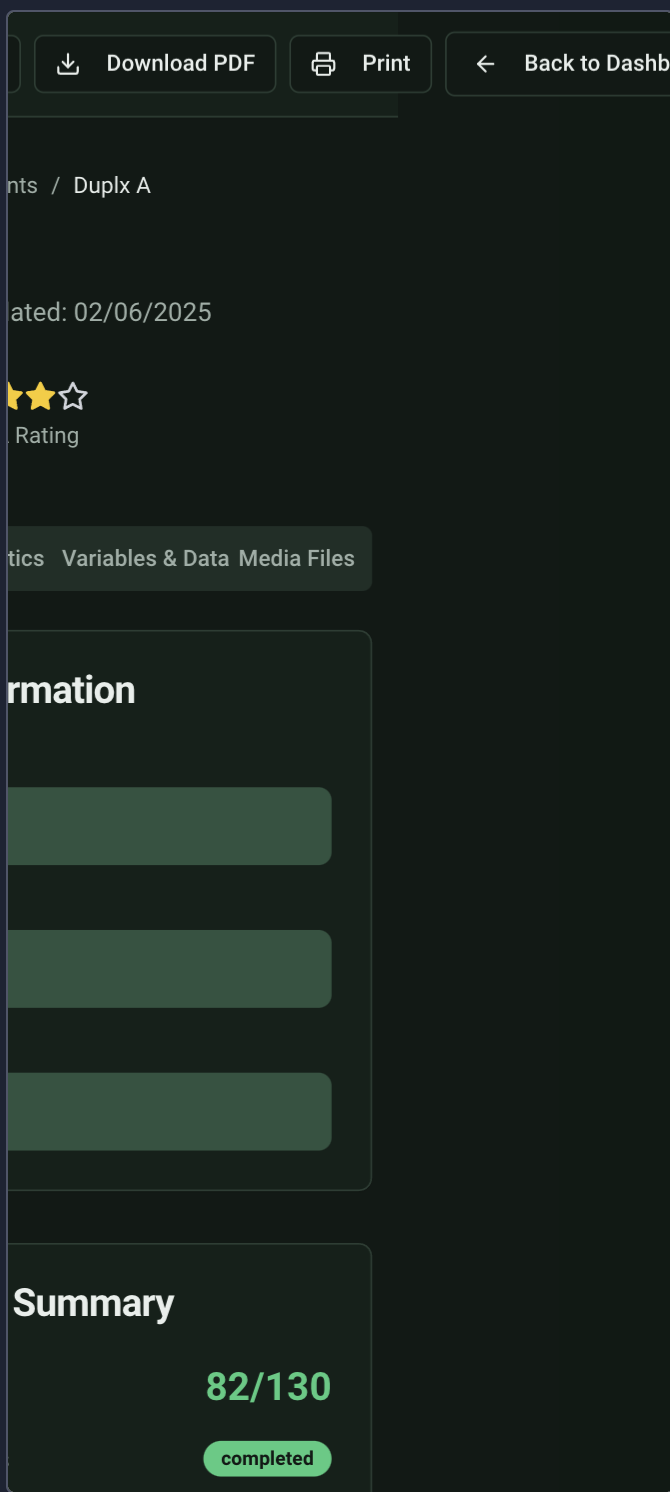 Download PDF Print Back to Dashb
nts / Duplx A
ated: 02/06/2025
Rating
tics Variables & Data Media Files
rmation
Summary
82/130
completed